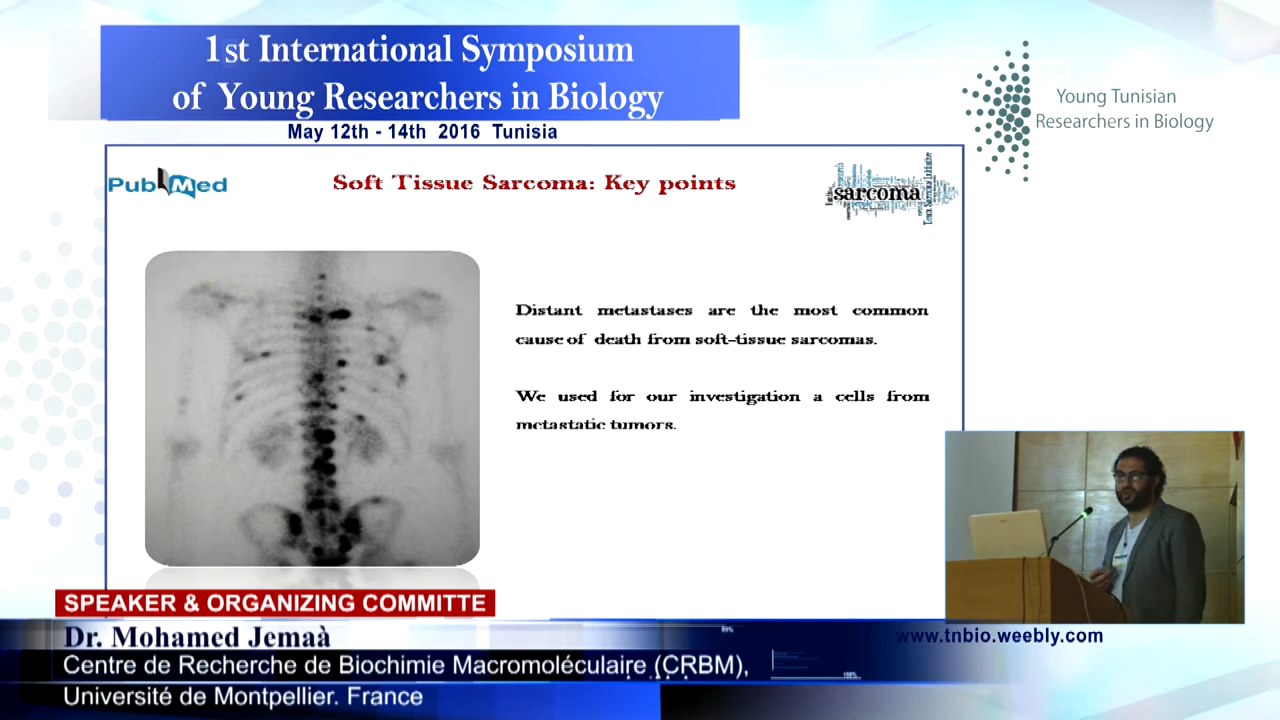 1st International Symposium
of Young Researchers in Biology
May 12th - 14th 2016 Tunisia
Young Tunisian
Researchers in Biology
PubMed
Soft Tissue Sarcoma: Key points
sarcoma
Distant metastases are the most common
cause of death from soft-tissue sarcomas.
We used for our investigation a cells from
metastatic tumors.
SPEAKER & ORGANIZING COMMITTE
Dr. Mohamed Jemaà
www.tnbio.weebly.com
Centre de Recherche de Biochimie Macromoléculaire (CRBM),
Université de Montpellier. France
100%